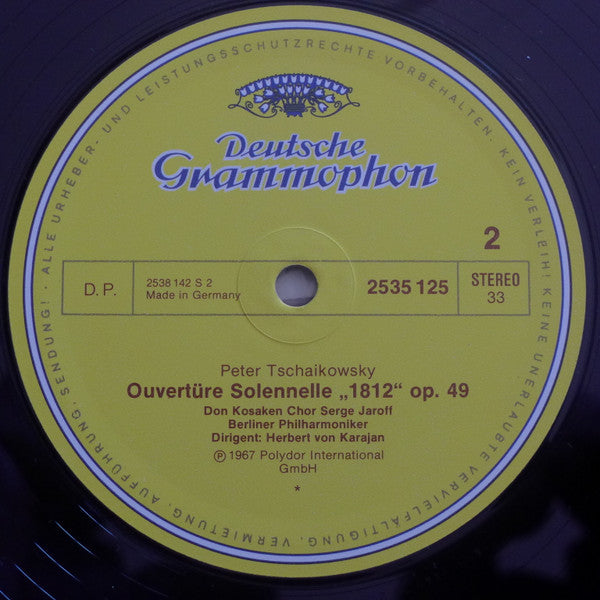 ALLE URHEBER- UND LEISTUNGSSCHUTZRECHTE VORBEHALTEN. KEIN VERLEIH! KEINE UNERLAUBTE VERVIELFÄLTIGUNG, VERMIETUNG, AUFFÜHRUNG, SENDUNG! ·
Deutsche
Grammophon
2
D. P.
2538 142 S 2
Made in Germany
2535 125
STEREO
33
Peter Tschaikowsky
Ouvertüre Solennelle „1812“ op. 49
Don Kosaken Chor Serge Jaroff
Berliner Philharmoniker
Dirigent: Herbert von Karajan
Ⓟ 1967 Polydor International
GmbH
*